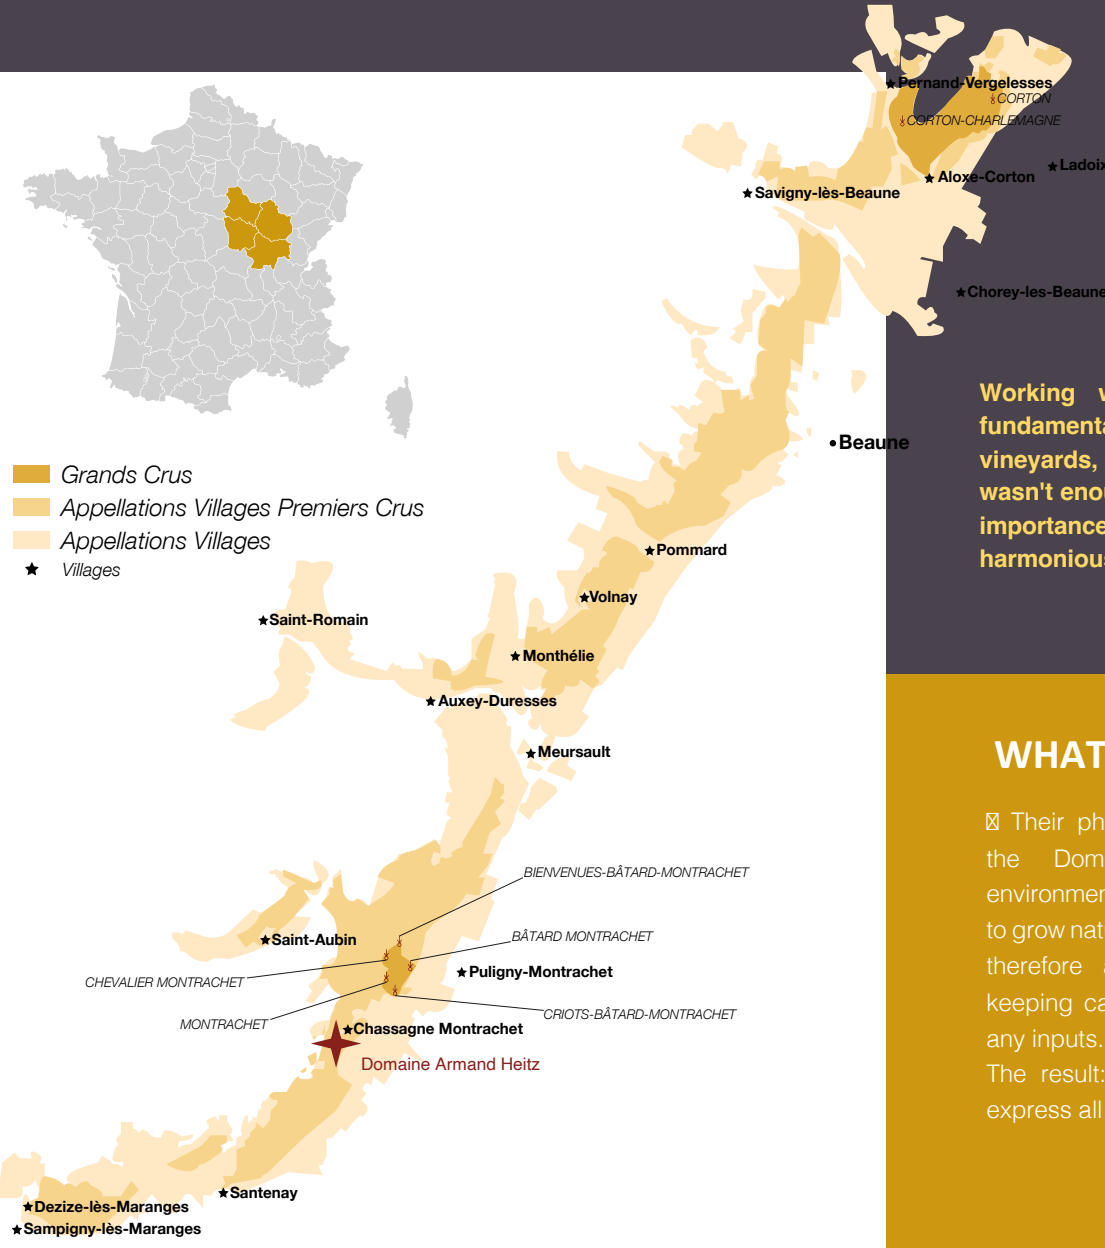 Pernand-Vergelesses
CORTON
CORTON-CHARLEMAGNE
Ladoix
Aloxe-Corton
Savigny-lès-Beaune
Chorey-les-Beaune
Beaune
Grands Crus
Appellations Villages Premiers Crus
Appellations Villages
Villages
Pommard
Volnay
Saint-Romain
Monthélie
Auxey-Duresses
Meursault
BIENVENUES-BÂTARD-MONTRACHET
BÂTARD MONTRACHET
Saint-Aubin
Puligny-Montrachet
CHEVALIER MONTRACHET
MONTRACHET
CRIOTS-BÂTARD-MONTRACHET
Chassagne Montrachet
Domaine Armand Heitz
Santenay
Dezize-lès-Maranges
Sampigny-lès-Maranges
Working
fundamenta
vineyards,
wasn't enou
importance
harmonious
WHAT
Their ph
the Dom
environmen
to grow nat
therefore
keeping ca
any inputs.
The result:
express all